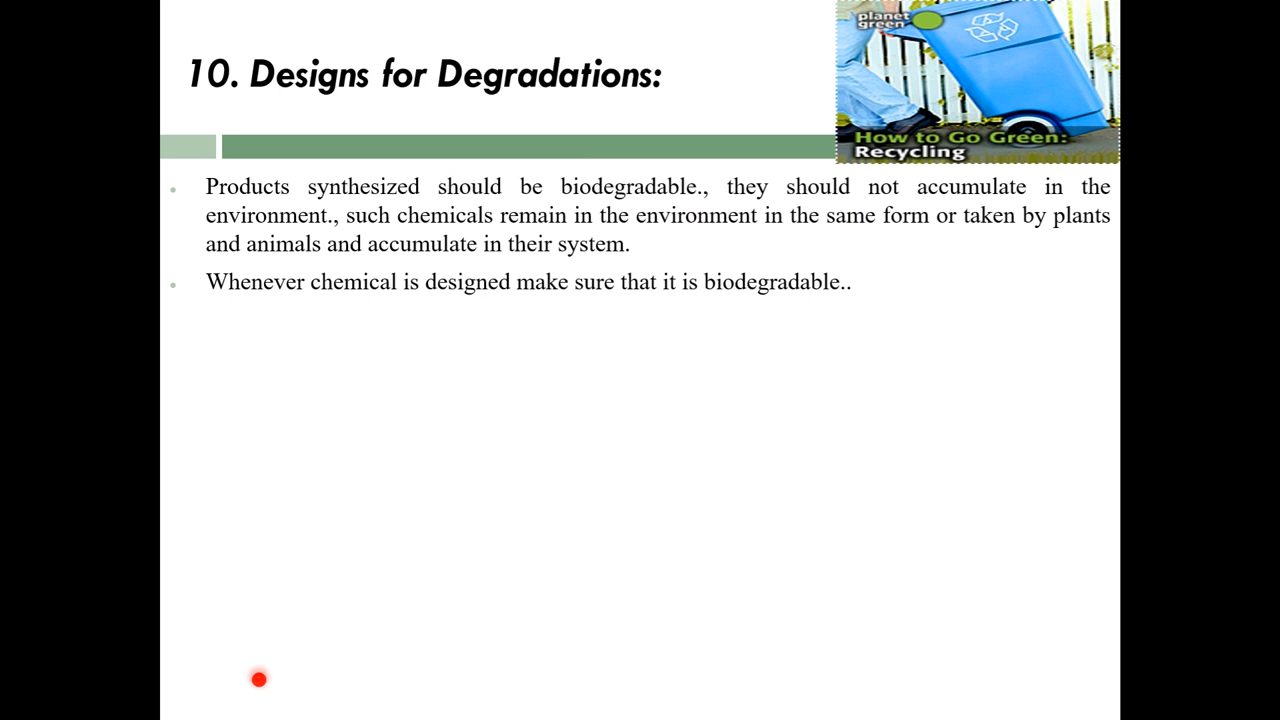 10. Designs for Degradations:
planet
green
How to Go Green:
Recycling
Products synthesized should be biodegradable., they should not accumulate in the
environment., such chemicals remain in the environment in the same form or taken by plants
and animals and accumulate in their system.
Whenever chemical is designed make sure that it is biodegradable..